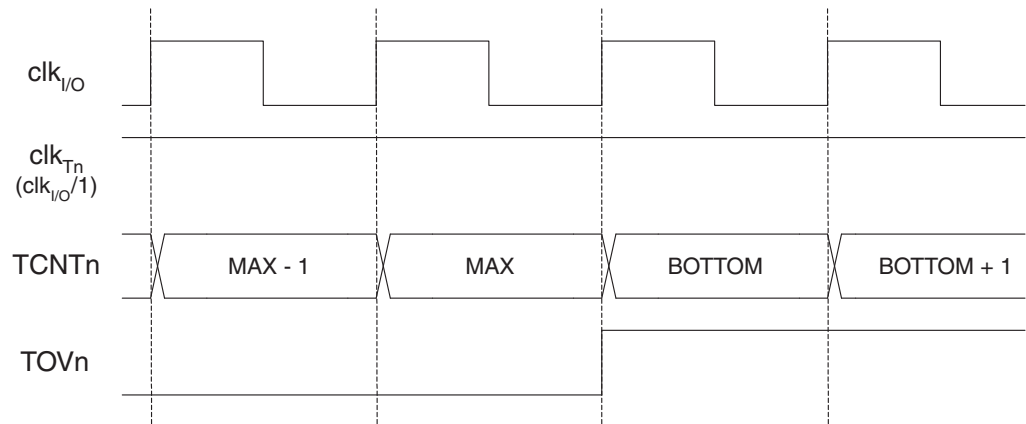 clkI/O
clkTn
(clkI/O/1)
TCNTn MAX - 1 MAX BOTTOM BOTTOM + 1
TOVn